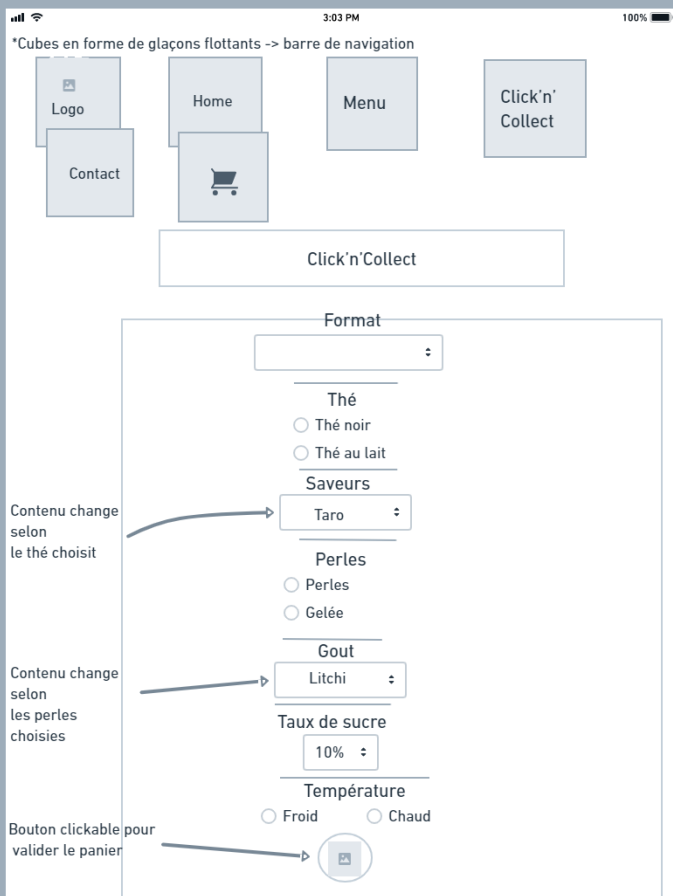 3:03 PM
100%
*Cubes en forme de glaçons flottants -> barre de navigation
Logo
Home
Menu
Click'n'
Collect
Contact
Click'n'Collect
Format
Thé
Thé noir
Thé au lait
Saveurs
Taro
Contenu change
selon
le thé choisit
Perles
Perles
Gelée
Gout
Litchi
Contenu change
selon
les perles
choisies
Taux de sucre
10%
Température
Froid
Chaud
Bouton clickable pour
valider le panier